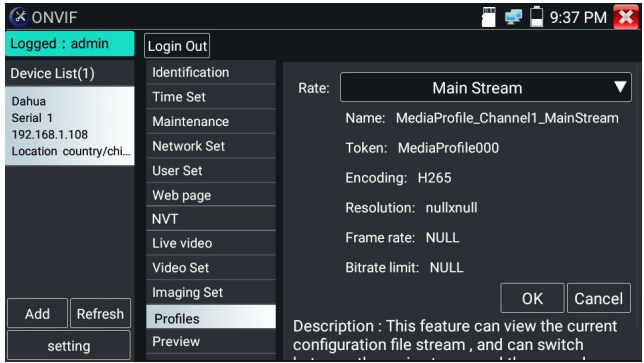 ONVIF
9:37 PM
Logged : admin
Login Out
Device List(1)
Dahua
Serial 1
192.168.1.108
Location country/chi...
Add
Refresh
setting
Identification
Time Set
Maintenance
Network Set
User Set
Web page
NVT
Live video
Video Set
Imaging Set
Profiles
Preview
Rate:
Main Stream
Name: MediaProfile_Channel1_MainStream
Token: MediaProfile000
Encoding: H265
Resolution: nullxnull
Frame rate: NULL
Bitrate limit: NULL
OK
Cancel
Description : This feature can view the current
configuration file stream , and can switch